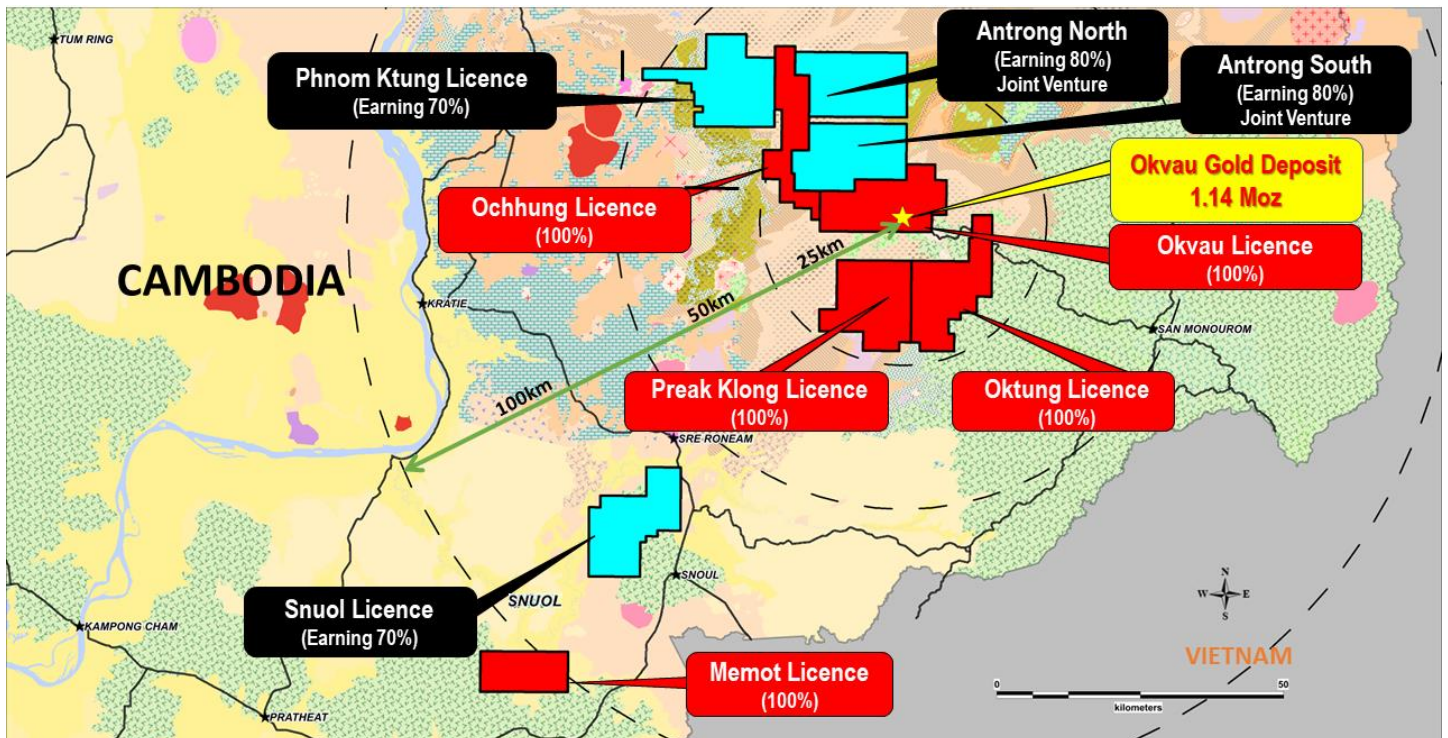 TUM RING
Phnom Ktung Licence
(Earning 70%)
Antrong North
(Earning 80%)
Joint Venture
Antrong South
(Earning 80%)
Joint Venture
Okvau Gold Deposit
1.14 Moz
Ochhung Licence
(100%)
Okvau Licence
(100%)
CAMBODIA
KRATIE
25km
50km
100km
SAN MONOUROM
Preak Klong Licence
(100%)
Oktung Licence
(100%)
SRE RONEAM
SNOUL
Snuol Licence
(Earning 70%)
SNUOL
KAMPONG CHAM
Memot Licence
(100%)
PRATHEAT
N
W E
S
VIETNAM
0 50
kilometers